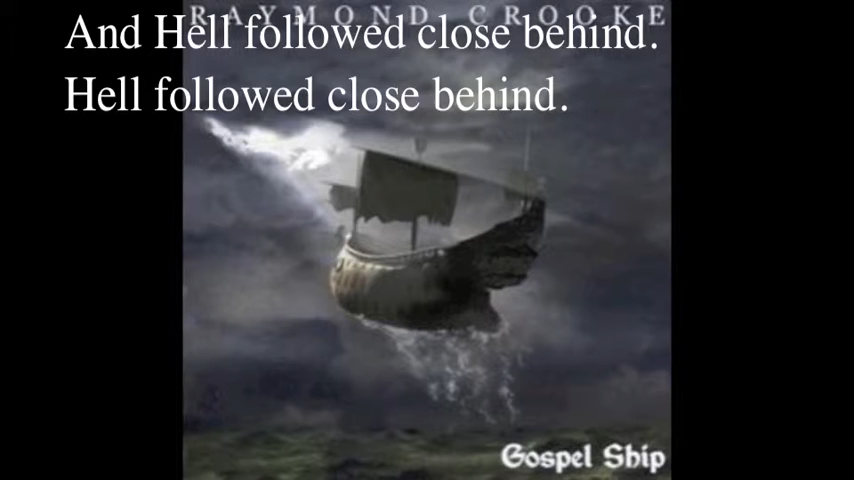 RAYMOND CROOKE
And Hell followed close behind.
Hell followed close behind.
Gospel Ship